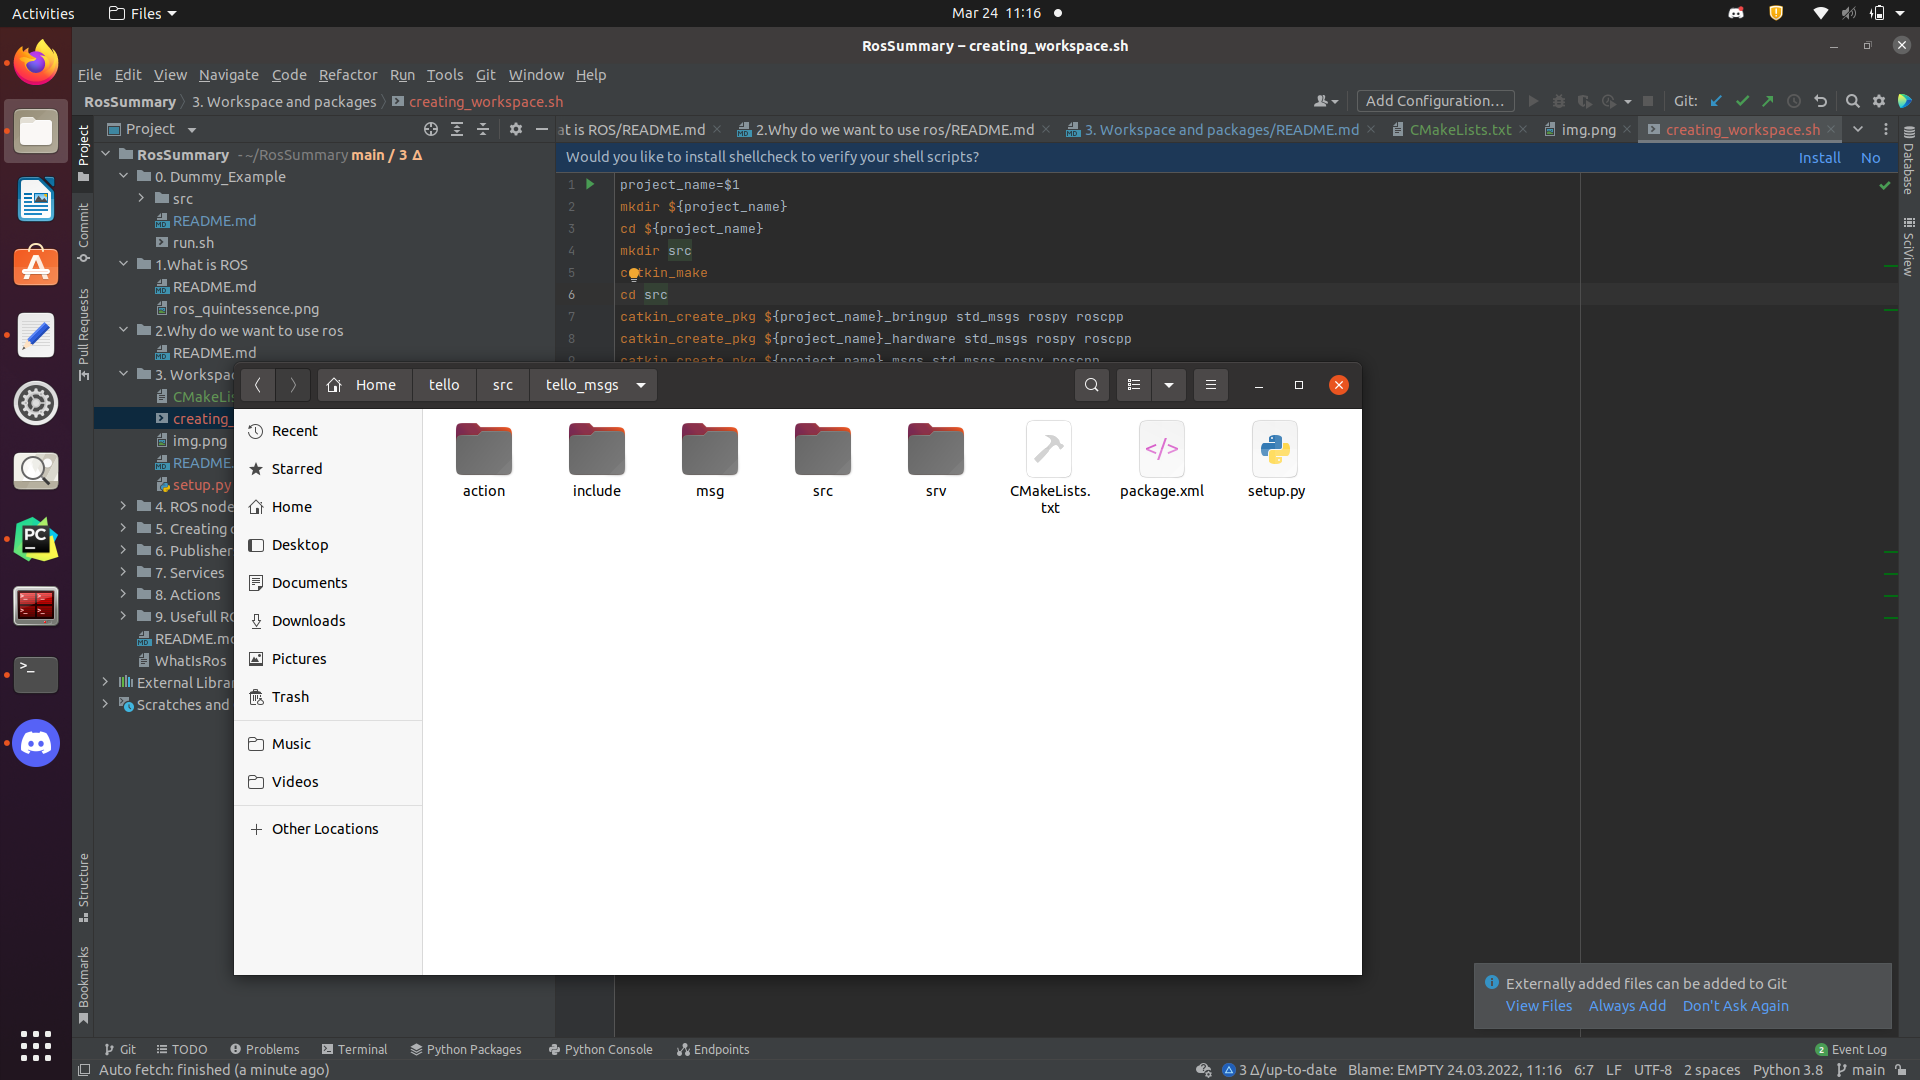 Activities Files Mar 24 11:16
RosSummary – creating_workspace.sh
File Edit View Navigate Code Refactor Run Tools Git Window Help
RosSummary 3. Workspace and packages creating_workspace.sh Add Configuration... Git:
Project at is ROS/README.md 2.Why do we want to use ros/README.md 3. Workspace and packages/README.md CMakeLists.txt img.png creating_workspace.sh
Would you like to install shellcheck to verify your shell scripts? Install No
RosSummary ~/RosSummary main / 3 Δ
0. Dummy_Example
src
README.md
run.sh
1.What is ROS
README.md
ros_quintessence.png
2.Why do we want to use ros
README.md
3. Workspac
CMakeLis
creating_
img.png
README.
setup.py
4. ROS node
5. Creating
6. Publisher
7. Services
8. Actions
9. Usefull RO
README.md
WhatIsRos
External Librar
Scratches and
1 project_name=$1
2 mkdir ${project_name}
3 cd ${project_name}
4 mkdir src
5 catkin_make
6 cd src
7 catkin_create_pkg ${project_name}_bringup std_msgs rospy roscpp
8 catkin_create_pkg ${project_name}_hardware std_msgs rospy roscpp
9 catkin_create_pkg ${project_name}_msgs std_msgs rospy roscpp
Home tello src tello_msgs
Recent
Starred
Home
Desktop
Documents
Downloads
Pictures
Trash
Music
Videos
Other Locations
action include msg src srv CMakeLists. package.xml setup.py
txt
Project
Commit
Pull Requests
Structure
Bookmarks
Database
SciView
PC
Externally added files can be added to Git
View Files Always Add Don't Ask Again
Git TODO Problems Terminal Python Packages Python Console Endpoints 2 Event Log
Auto fetch: finished (a minute ago) 3 Δ/up-to-date Blame: EMPTY 24.03.2022, 11:16 6:7 LF UTF-8 2 spaces Python 3.8 main